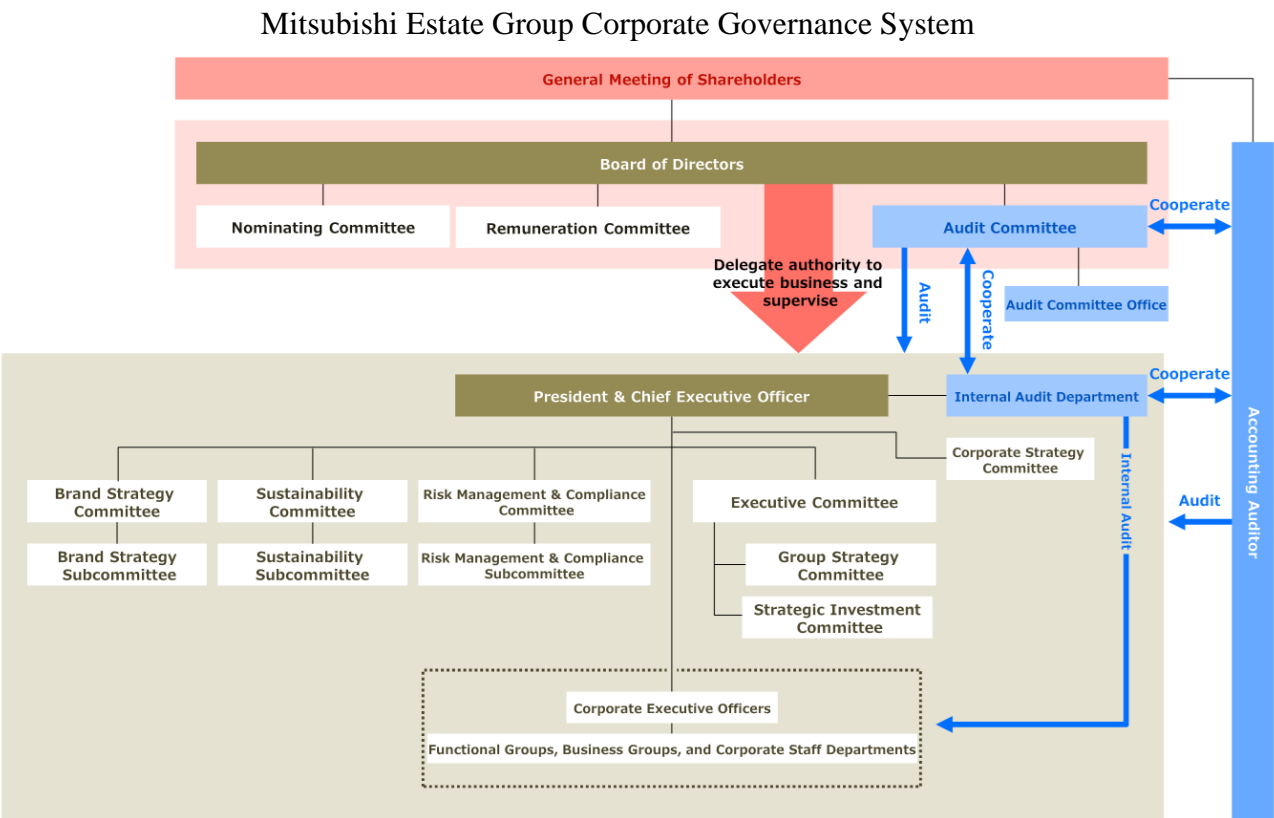 Mitsubishi Estate Group Corporate Governance System
General Meeting of Shareholders
Board of Directors
Nominating Committee
Remuneration Committee
Audit Committee
Cooperate
Delegate authority to
execute business and
supervise
Audit
Cooperate
Audit Committee Office
President & Chief Executive Officer
Internal Audit Department
Cooperate
Corporate Strategy
Committee
Brand Strategy
Committee
Sustainability
Committee
Risk Management & Compliance
Committee
Executive Committee
Internal Audit
Audit
Accounting Auditor
Brand Strategy
Subcommittee
Sustainability
Subcommittee
Risk Management & Compliance
Subcommittee
Group Strategy
Committee
Strategic Investment
Committee
Corporate Executive Officers
Functional Groups, Business Groups, and Corporate Staff Departments